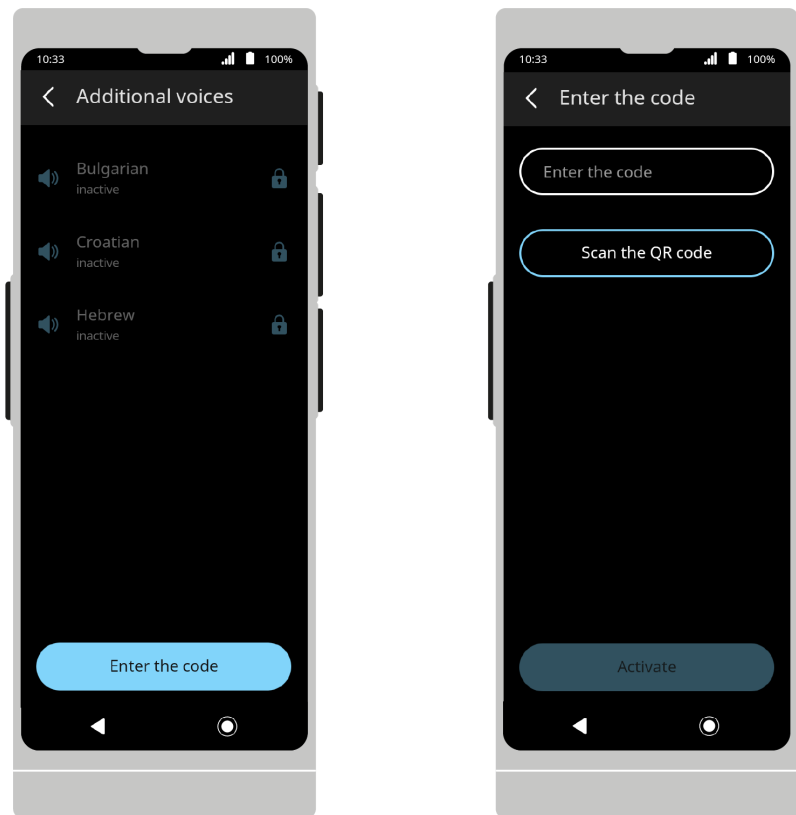 10:33
100%
Additional voices
Bulgarian
inactive
Croatian
inactive
Hebrew
inactive
Enter the code
10:33
100%
Enter the code
Enter the code
Scan the QR code
Activate